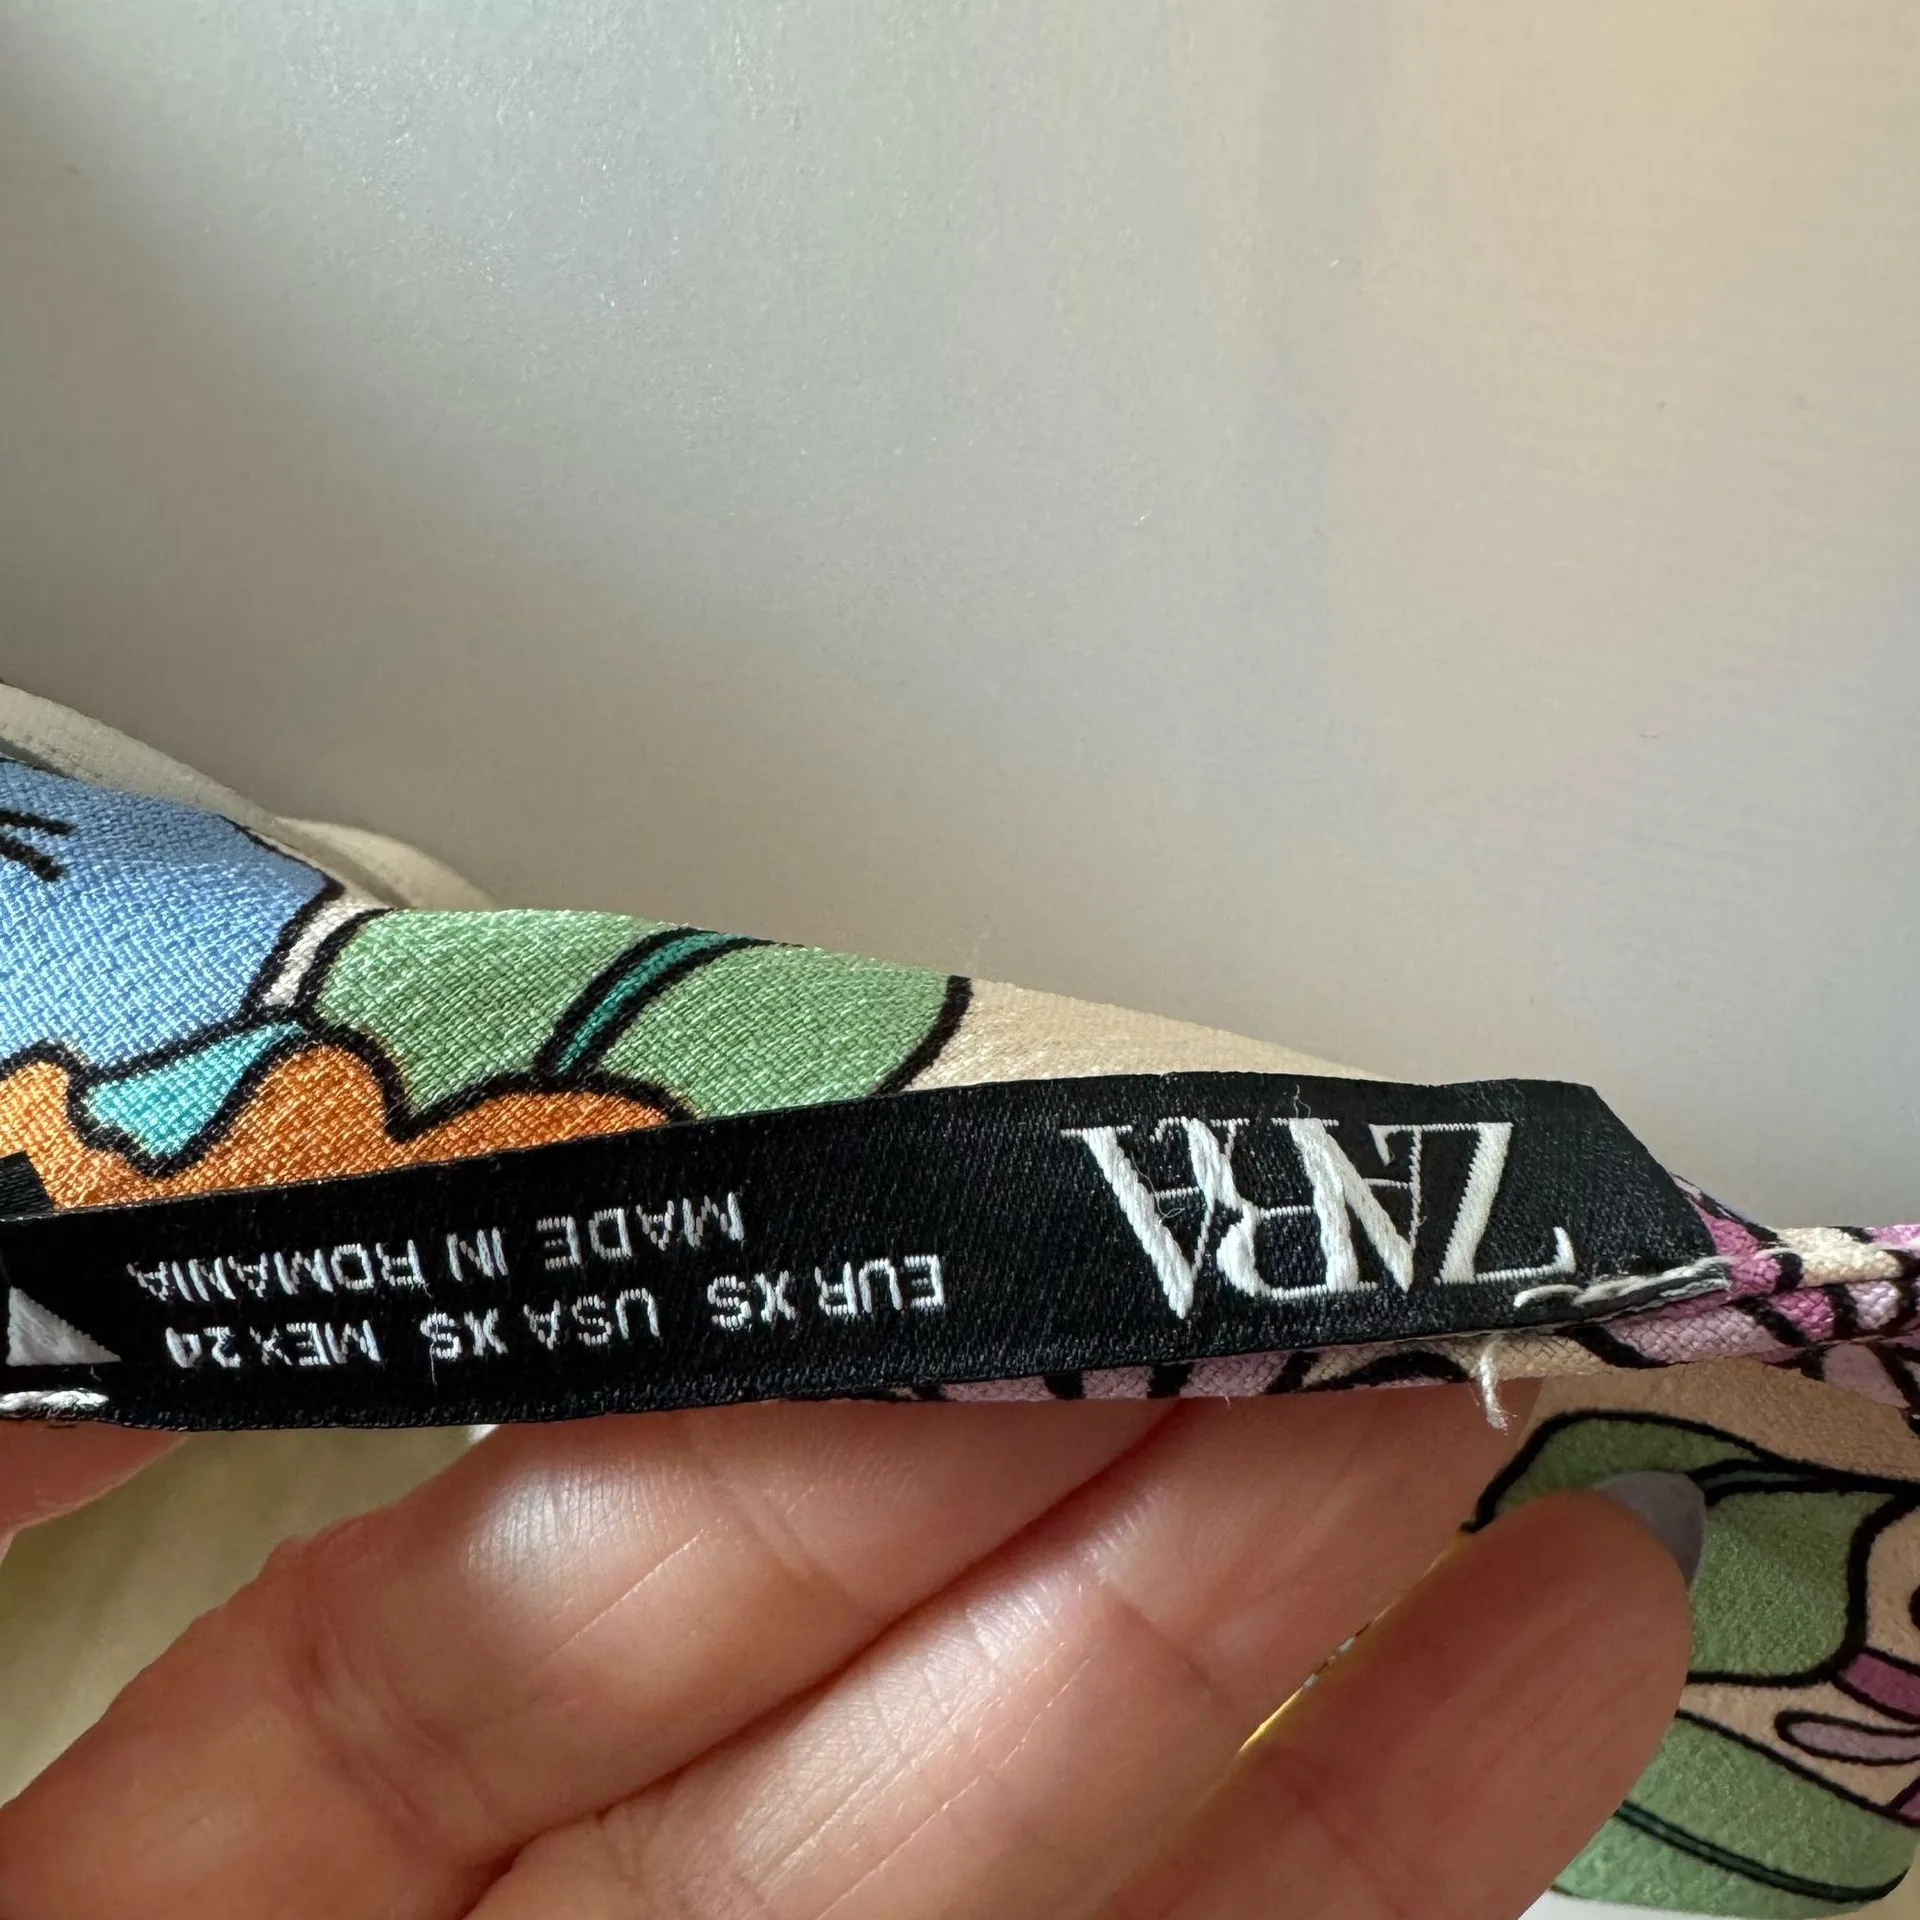 ZARA
EUR XS USA XS MEX 24
MADE IN ROMANIA